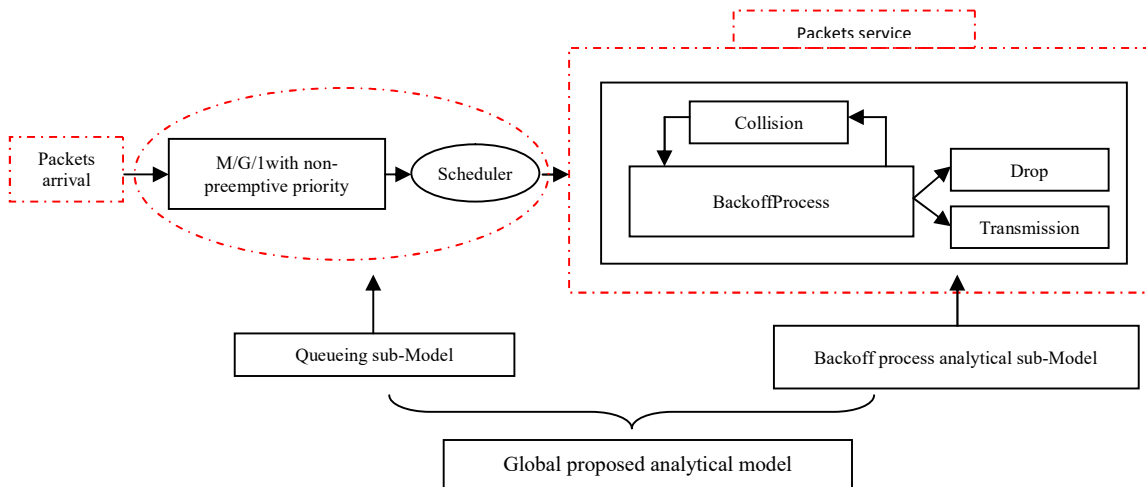 Packets service
Packets
arrival
M/G/1with non-
preemptive priority
Scheduler
Collision
BackoffProcess
Drop
Transmission
Queueing sub-Model
Backoff process analytical sub-Model
Global proposed analytical model